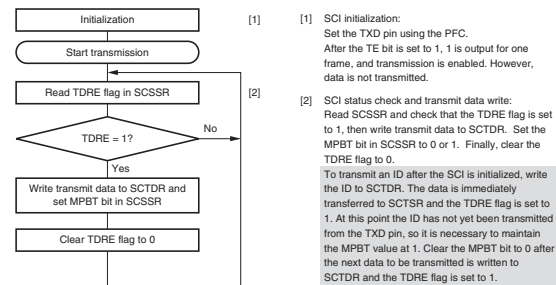 Initialization
[1]
Start transmission
Read TDRE flag in SCSSR
[2]
TDRE = 1?
No
Yes
Write transmit data to SCTDR and
set MPBT bit in SCSSR
Clear TDRE flag to 0
[1] SCI initialization:
Set the TXD pin using the PFC.
After the TE bit is set to 1, 1 is output for one
frame, and transmission is enabled. However,
data is not transmitted.
[2] SCI status check and transmit data write:
Read SCSSR and check that the TDRE flag is set
to 1, then write transmit data to SCTDR. Set the
MPBT bit in SCSSR to 0 or 1. Finally, clear the
TDRE flag to 0.
To transmit an ID after the SCI is initialized, write
the ID to SCTDR. The data is immediately
transferred to SCTSR and the TDRE flag is set to
1. At this point the ID has not yet been transmitted
from the TXD pin, so it is necessary to maintain
the MPBT value at 1. Clear the MPBT bit to 0 after
the next data to be transmitted is written to
SCTDR and the TDRE flag is set to 1.